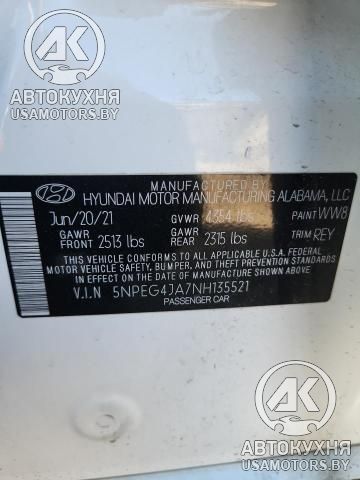 АВТОКУХНЯ
USAMOTORS.BY
АВТОКУХНЯ
USAMOTORS.BY
MANUFACTURED BY
HYUNDAI MOTOR MANUFACTURING ALABAMA, LLC
Jun/20/21 GVWR 4354 lbs PAINT WW8
GAWR FRONT 2513 lbs GAWR REAR 2315 lbs TRIM REY
THIS VEHICLE CONFORMS TO ALL APPLICABLE U.S.A. FEDERAL
MOTOR VEHICLE SAFETY, BUMPER, AND THEFT PREVENTION
STANDARDS IN EFFECT ON THE DATE OF MANUFACTURE SHOWN ABOVE.
V.I.N 5NPEG4JA7NH135521
PASSENGER CAR
АВТОКУХНЯ
USAMOTORS.BY